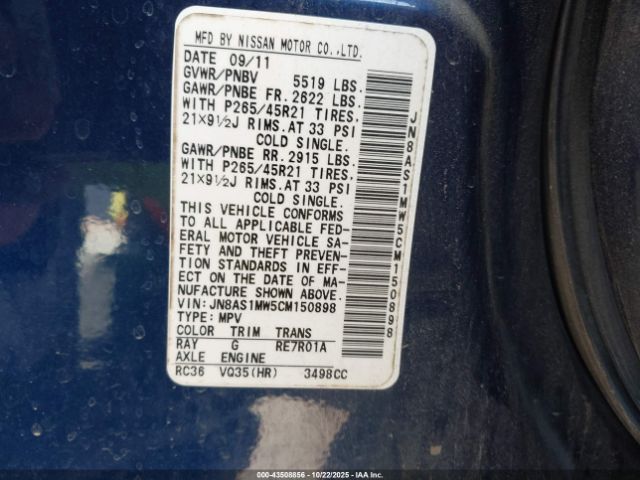 MFD BY NISSAN MOTOR CO.,LTD.
DATE 09/11
GVWR/PNBV 5519 LBS.
GAWR/PNBE FR. 2622 LBS.
WITH P265/45R21 TIRES.
21X9½J RIMS.AT 33 PSI
COLD SINGLE.
GAWR/PNBE RR. 2915 LBS.
WITH P265/45R21 TIRES.
21X9½J RIMS.AT 33 PSI
COLD SINGLE.
THIS VEHICLE CONFORMS
TO ALL APPLICABLE FED-
ERAL MOTOR VEHICLE SA-
FETY AND THEFT PREVEN-
TION STANDARDS IN EFF-
ECT ON THE DATE OF MA-
NUFACTURE SHOWN ABOVE.
VIN: JN8AS1MW5CM150898
TYPE: MPV
COLOR TRIM TRANS
RAY G RE7R01A
AXLE ENGINE
RC36 VQ35(HR) 3498CC
JN8AS1MW5CM150898
000-43508856 - 10/22/2025 - IAAI.COM